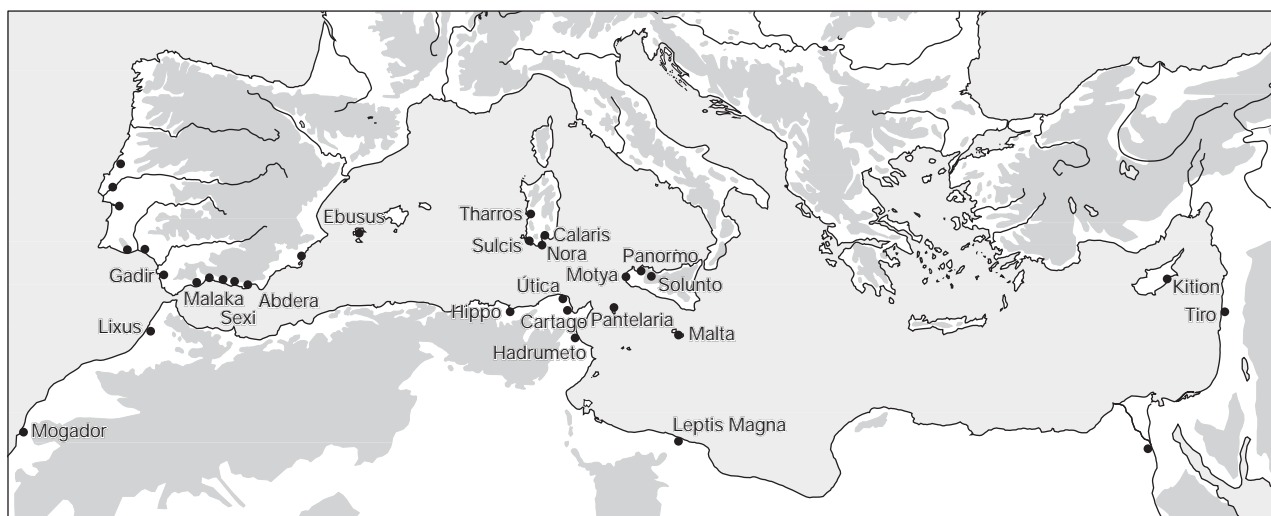 Ebusus
Tharros
Calaris
Sulcis
Nora
Panormo
Motya
Solunto
Gadir
Kition
Útica
Malaka
Abdera
Sexi
Hippo
Cartago
Pantelaria
Tiro
Lixus
Malta
Hadrumeto
Leptis Magna
Mogador